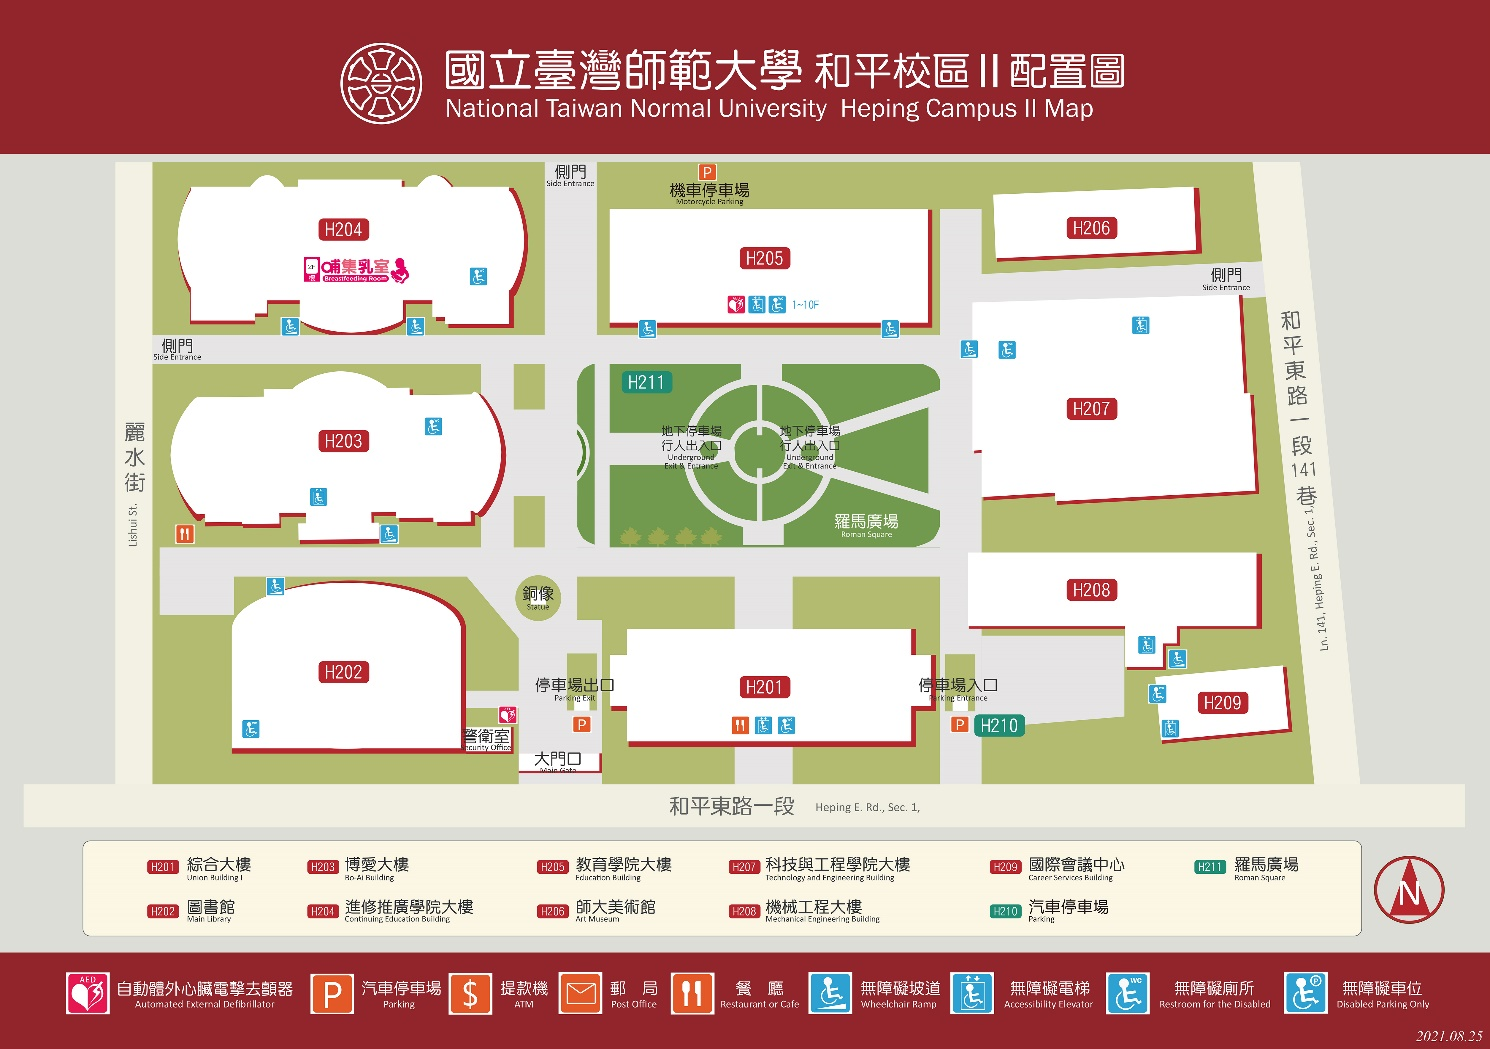 國立臺灣師範大學 和平校區 II 配置圖
National Taiwan Normal University Heping Campus II Map
側門
Side Entrance
P
機車停車場
Motorcycle Parking
H204
哺集乳室
Breastfeeding Room
H205
1~10F
H206
側門
Side Entrance
側門
Side Entrance
麗水街
Lishui St.
H203
H211
地下停車場
行人出入口
Underground
Exit & Entrance
地下停車場
行人出入口
Underground
Exit & Entrance
羅馬廣場
Roman Square
H207
和平東路一段141巷
Ln. 141, Heping E. Rd., Sec. 1,
銅像
Statue
H208
H202
停車場出口
Parking Exit
P
H201
停車場入口
Parking Entrance
P
H210
H209
警衛室
Security Office
大門口
Main Gate
和平東路一段 Heping E. Rd., Sec. 1,
H201 綜合大樓
Union Building I
H203 博愛大樓
Bo-Ai Building
H205 教育學院大樓
Education Building
H207 科技與工程學院大樓
Technology and Engineering Building
H209 國際會議中心
Career Services Building
H211 羅馬廣場
Roman Square
H202 圖書館
Main Library
H204 進修推廣學院大樓
Continuing Education Building
H206 師大美術館
Art Museum
H208 機械工程大樓
Mechanical Engineering Building
H210 汽車停車場
Parking
N
AED
自動體外心臟電擊去顫器
Automated External Defibrillator
P
汽車停車場
Parking
$
提款機
ATM
郵 局
Post Office
餐 廳
Restaurant or Cafe
無障礙坡道
Wheelchair Ramp
無障礙電梯
Accessibility Elevator
WC
無障礙廁所
Restroom for the Disabled
P
無障礙車位
Disabled Parking Only
2021.08.25